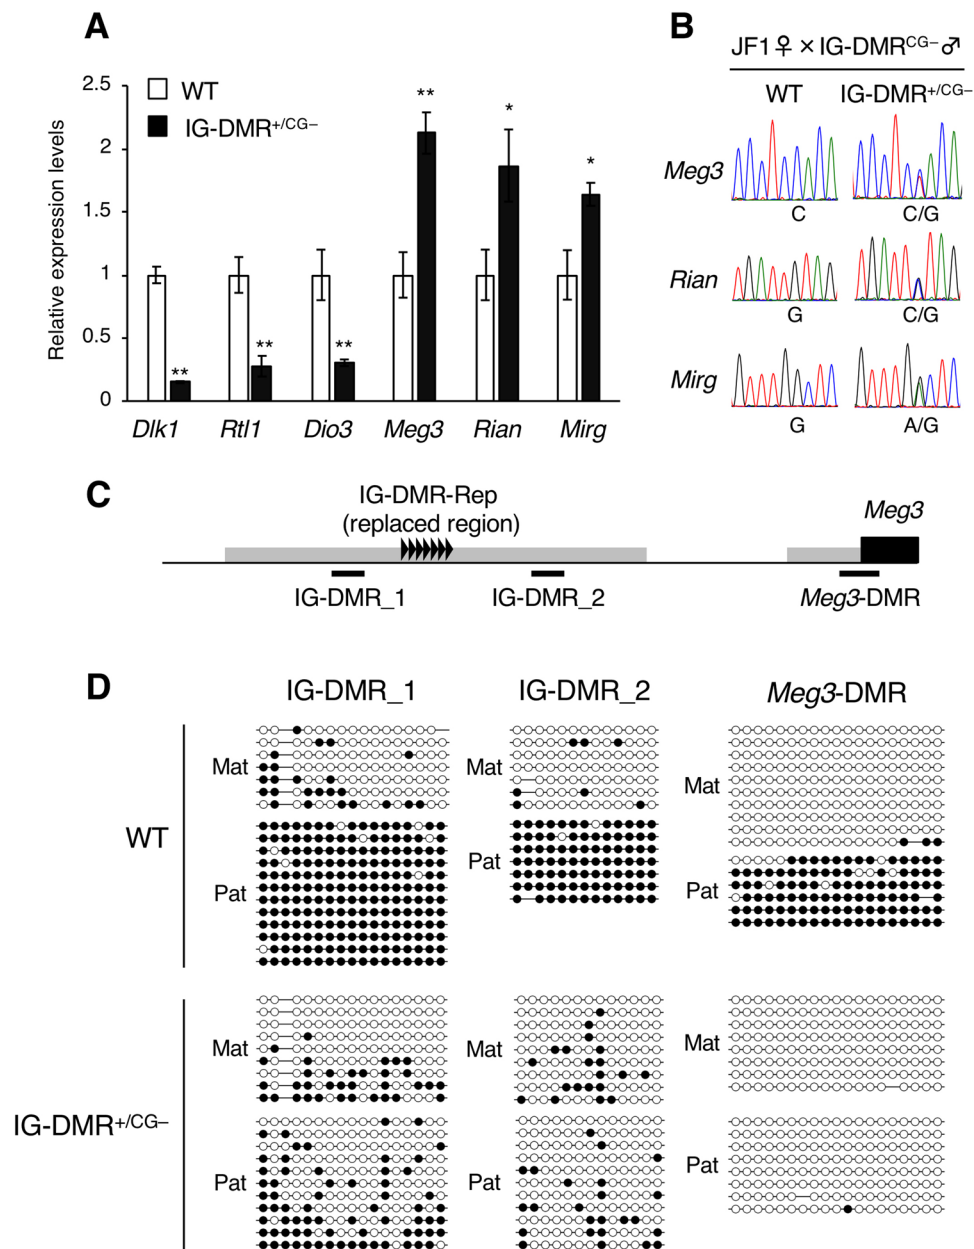 A
2.5
2
1.5
1
0.5
0
Relative expression levels
WT
IG-DMR+/CG–
**
**
**
**
*
*
Dlk1
Rtl1
Dio3
Meg3
Rian
Mirg
B
JF1♀ × IG-DMRCG–♂
WT
IG-DMR+/CG–
Meg3
C
C/G
Rian
G
C/G
Mirg
G
A/G
C
IG-DMR-Rep
(replaced region)
Meg3
IG-DMR_1
IG-DMR_2
Meg3-DMR
D
IG-DMR_1
IG-DMR_2
Meg3-DMR
WT
Mat
Mat
Mat
Pat
Pat
Pat
IG-DMR+/CG–
Mat
Mat
Mat
Pat
Pat
Pat